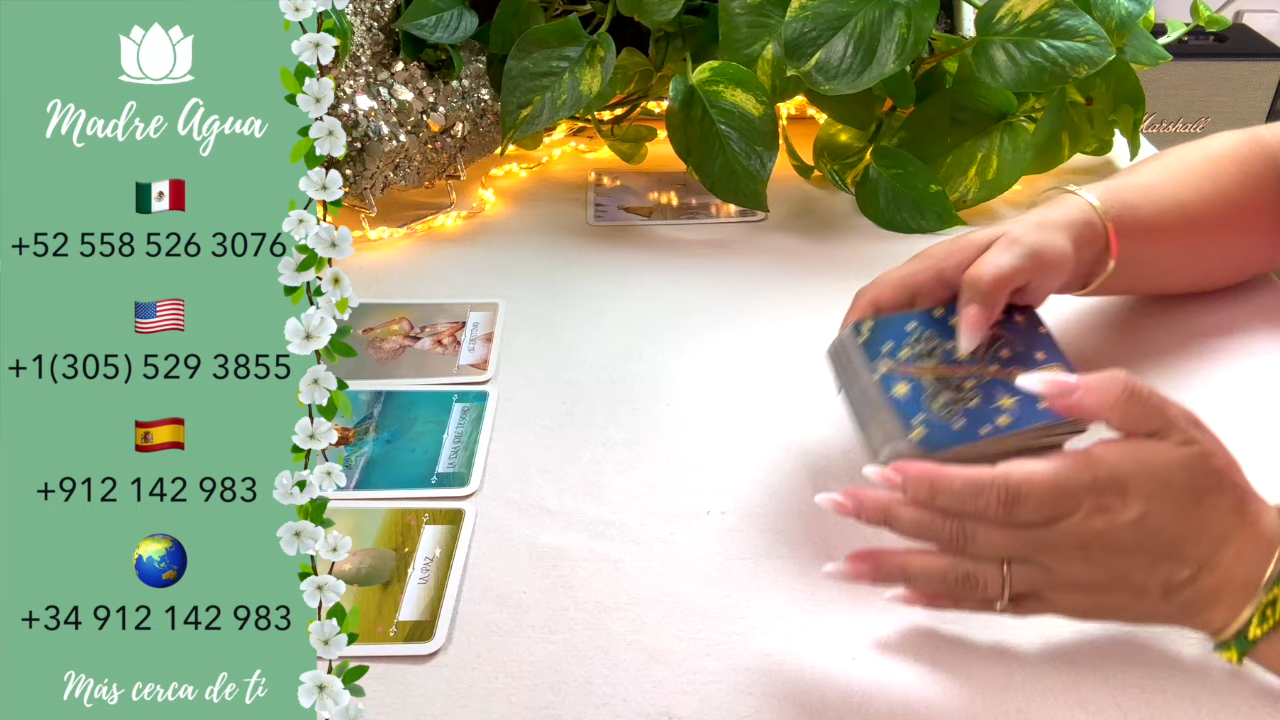 Madre Agua
+52 558 526 3076
+1(305) 529 3855
+912 142 983
+34 912 142 983
Más cerca de ti
Marshall
LA PAZ